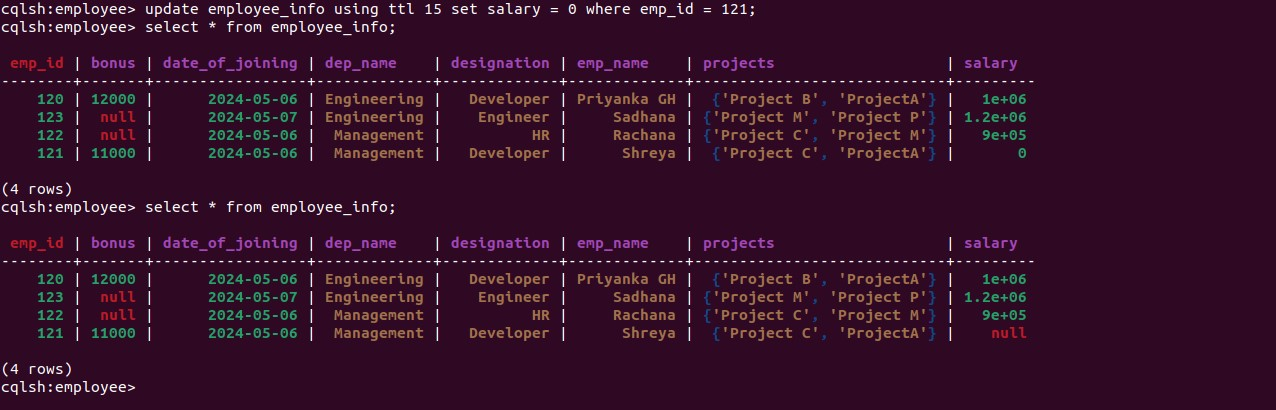 cqlsh:employee> update employee_info using ttl 15 set salary = 0 where emp_id = 121;
cqlsh:employee> select * from employee_info;
 emp_id | bonus | date_of_joining | dep_name    | designation | emp_name    | projects                  | salary
--------+-------+-----------------+-------------+-------------+-------------+---------------------------+---------
    120 | 12000 |      2024-05-06 | Engineering |   Developer | Priyanka GH |  {'Project B', 'ProjectA'} |   1e+06
    123 |  null |      2024-05-07 | Engineering |    Engineer |     Sadhana | {'Project M', 'Project P'} | 1.2e+06
    122 |  null |      2024-05-06 |  Management |          HR |     Rachana | {'Project C', 'Project M'} |   9e+05
    121 | 11000 |      2024-05-06 |  Management |   Developer |      Shreya |  {'Project C', 'ProjectA'} |       0
(4 rows)
cqlsh:employee> select * from employee_info;
 emp_id | bonus | date_of_joining | dep_name    | designation | emp_name    | projects                  | salary
--------+-------+-----------------+-------------+-------------+-------------+---------------------------+---------
    120 | 12000 |      2024-05-06 | Engineering |   Developer | Priyanka GH |  {'Project B', 'ProjectA'} |   1e+06
    123 |  null |      2024-05-07 | Engineering |    Engineer |     Sadhana | {'Project M', 'Project P'} | 1.2e+06
    122 |  null |      2024-05-06 |  Management |          HR |     Rachana | {'Project C', 'Project M'} |   9e+05
    121 | 11000 |      2024-05-06 |  Management |   Developer |      Shreya |  {'Project C', 'ProjectA'} |    null
(4 rows)
cqlsh:employee>